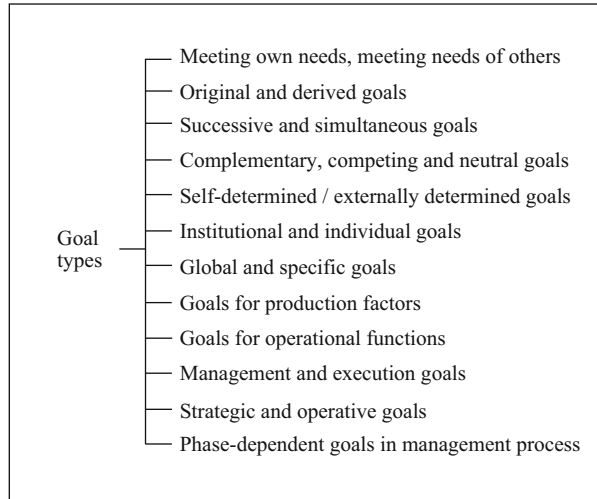 Meeting own needs, meeting needs of others
Original and derived goals
Successive and simultaneous goals
Complementary, competing and neutral goals
Self-determined / externally determined goals
Institutional and individual goals
Goal
types
Global and specific goals
Goals for production factors
Goals for operational functions
Management and execution goals
Strategic and operative goals
Phase-dependent goals in management process